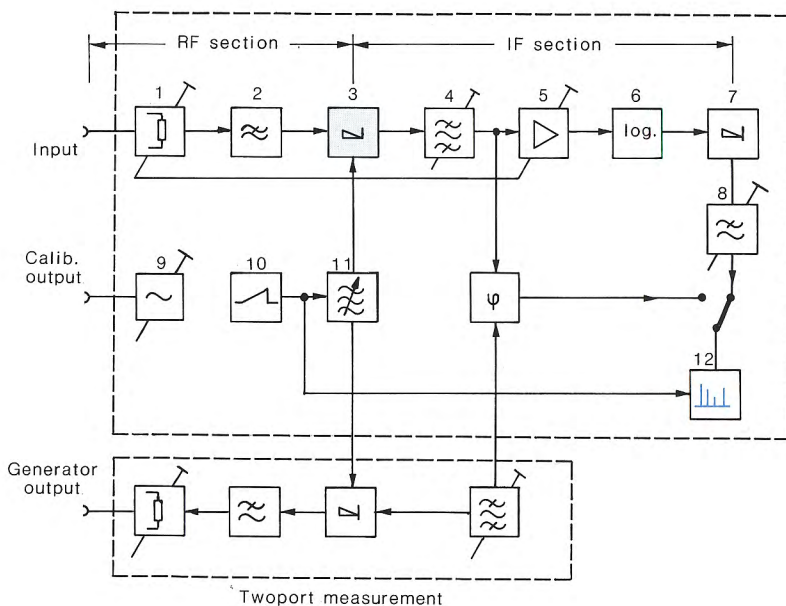 RF section
IF section
1
2
3
4
5
6
7
Input
log.
8
Calib.
output
9
10
11
φ
12
Generator
output
Twoport measurement